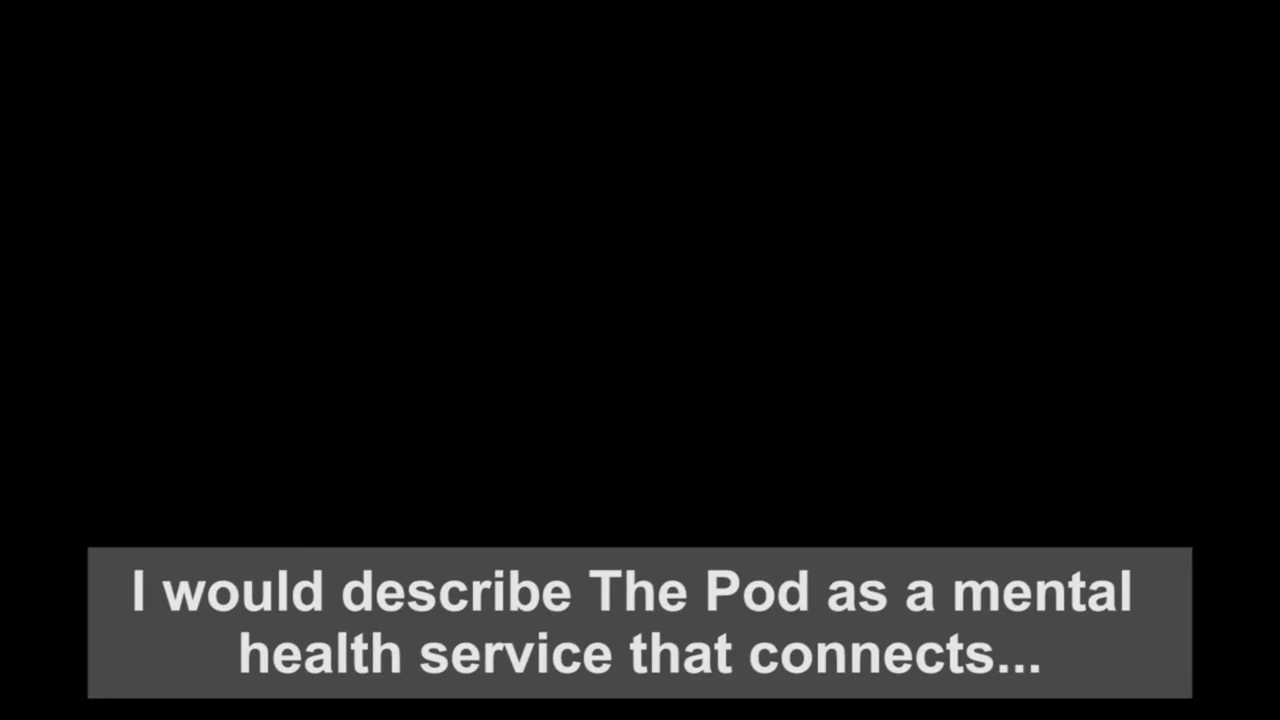 I would describe The Pod as a mental
health service that connects...